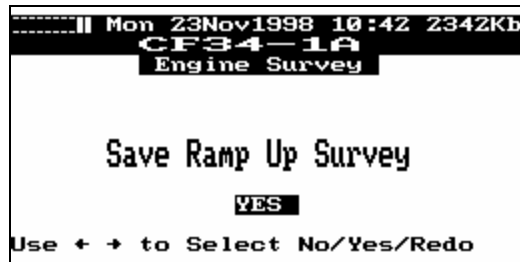 Mon 23Nov1998 10:42 2342Kb
CF34-1A
Engine Survey
Save Ramp Up Survey
YES
Use ← → to Select No/Yes/Redo